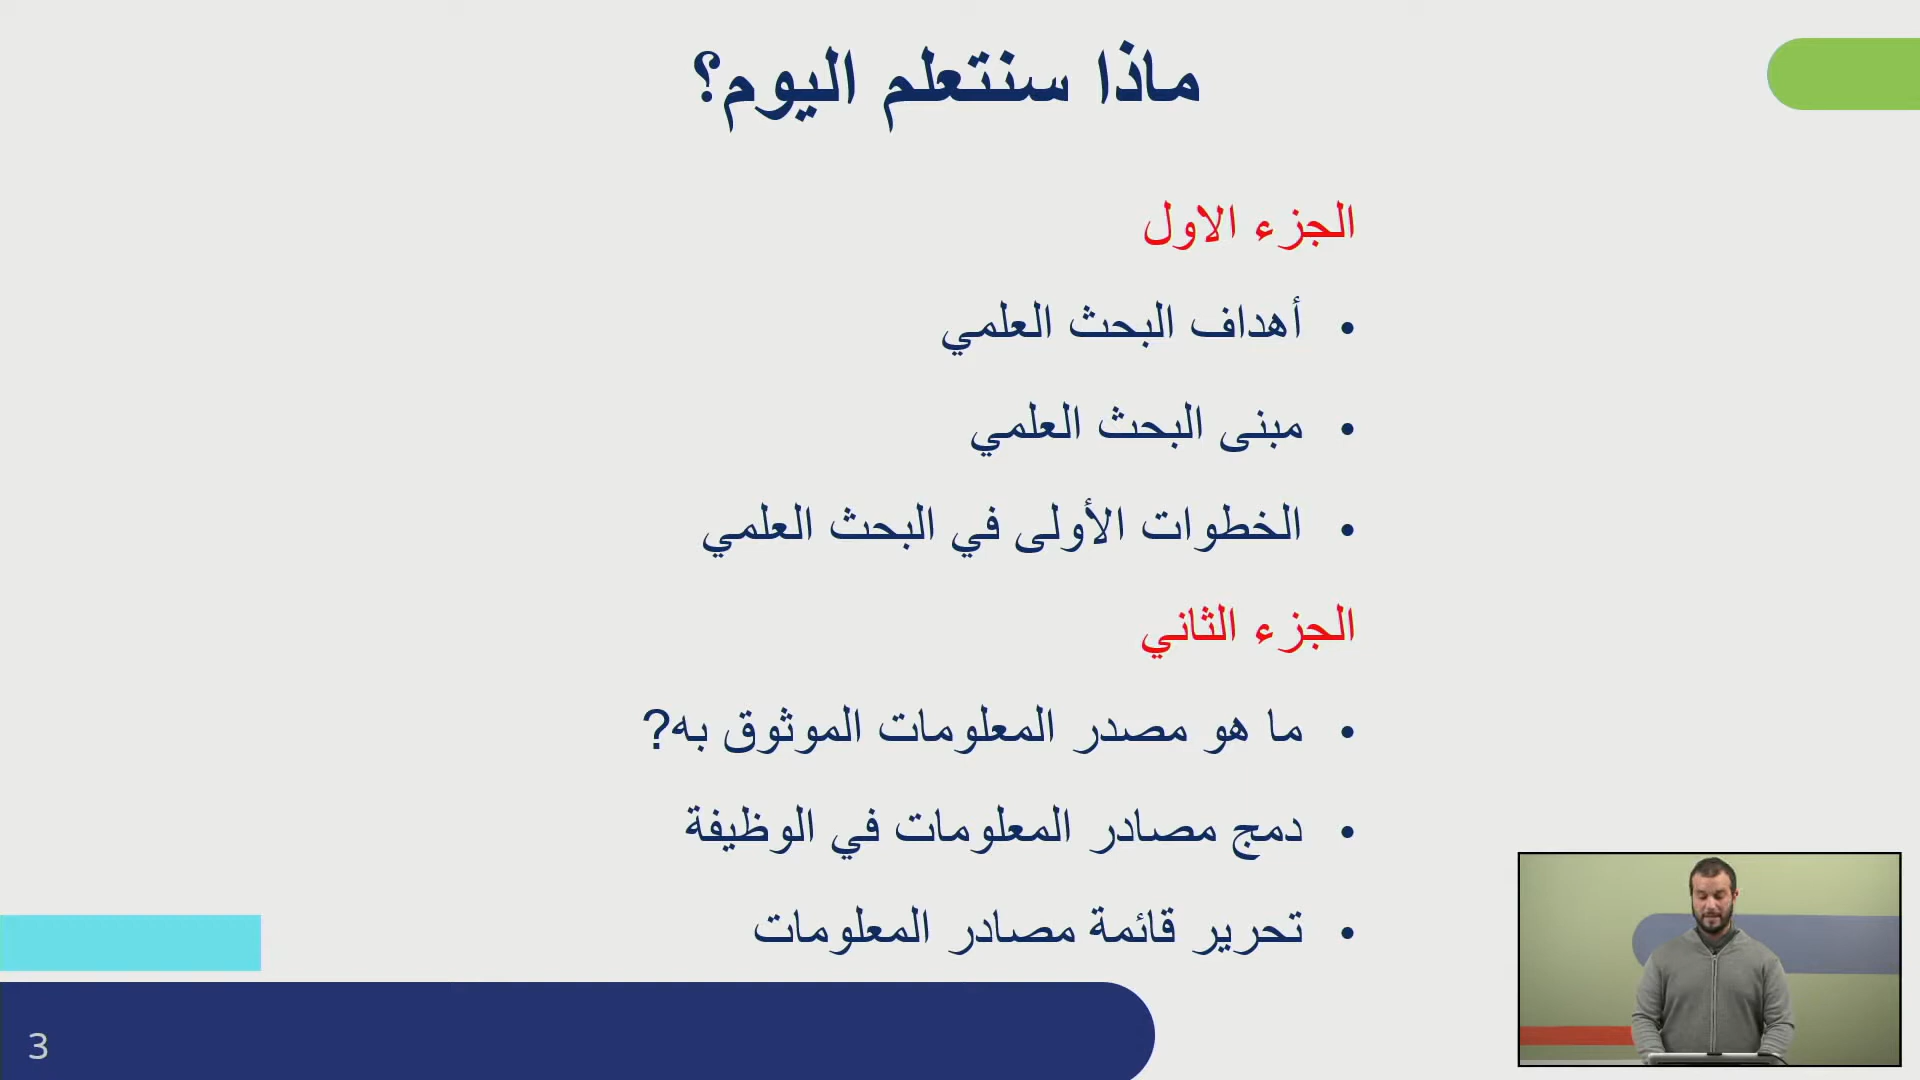 ماذا سنتعلم اليوم؟
الجزء الاول
• أهداف البحث العلمي
• مبنى البحث العلمي
• الخطوات الأولى في البحث العلمي
الجزء الثاني
• ما هو مصدر المعلومات الموثوق به?
• دمج مصادر المعلومات في الوظيفة
• تحرير قائمة مصادر المعلومات
3